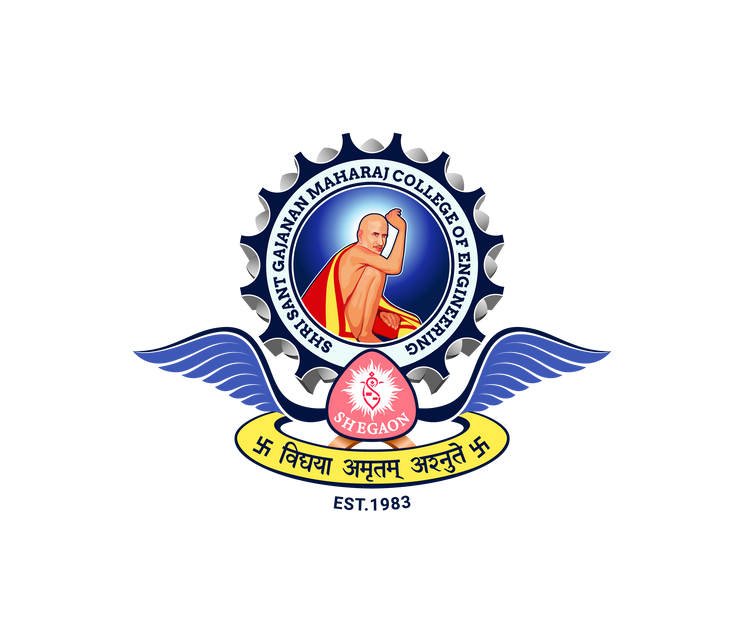 SHRI SANT GAJANAN MAHARAJ COLLEGE OF ENGINEERING
SHEGAON
卐 विद्यया अमृतम् अश्नुते 卐
EST.1983